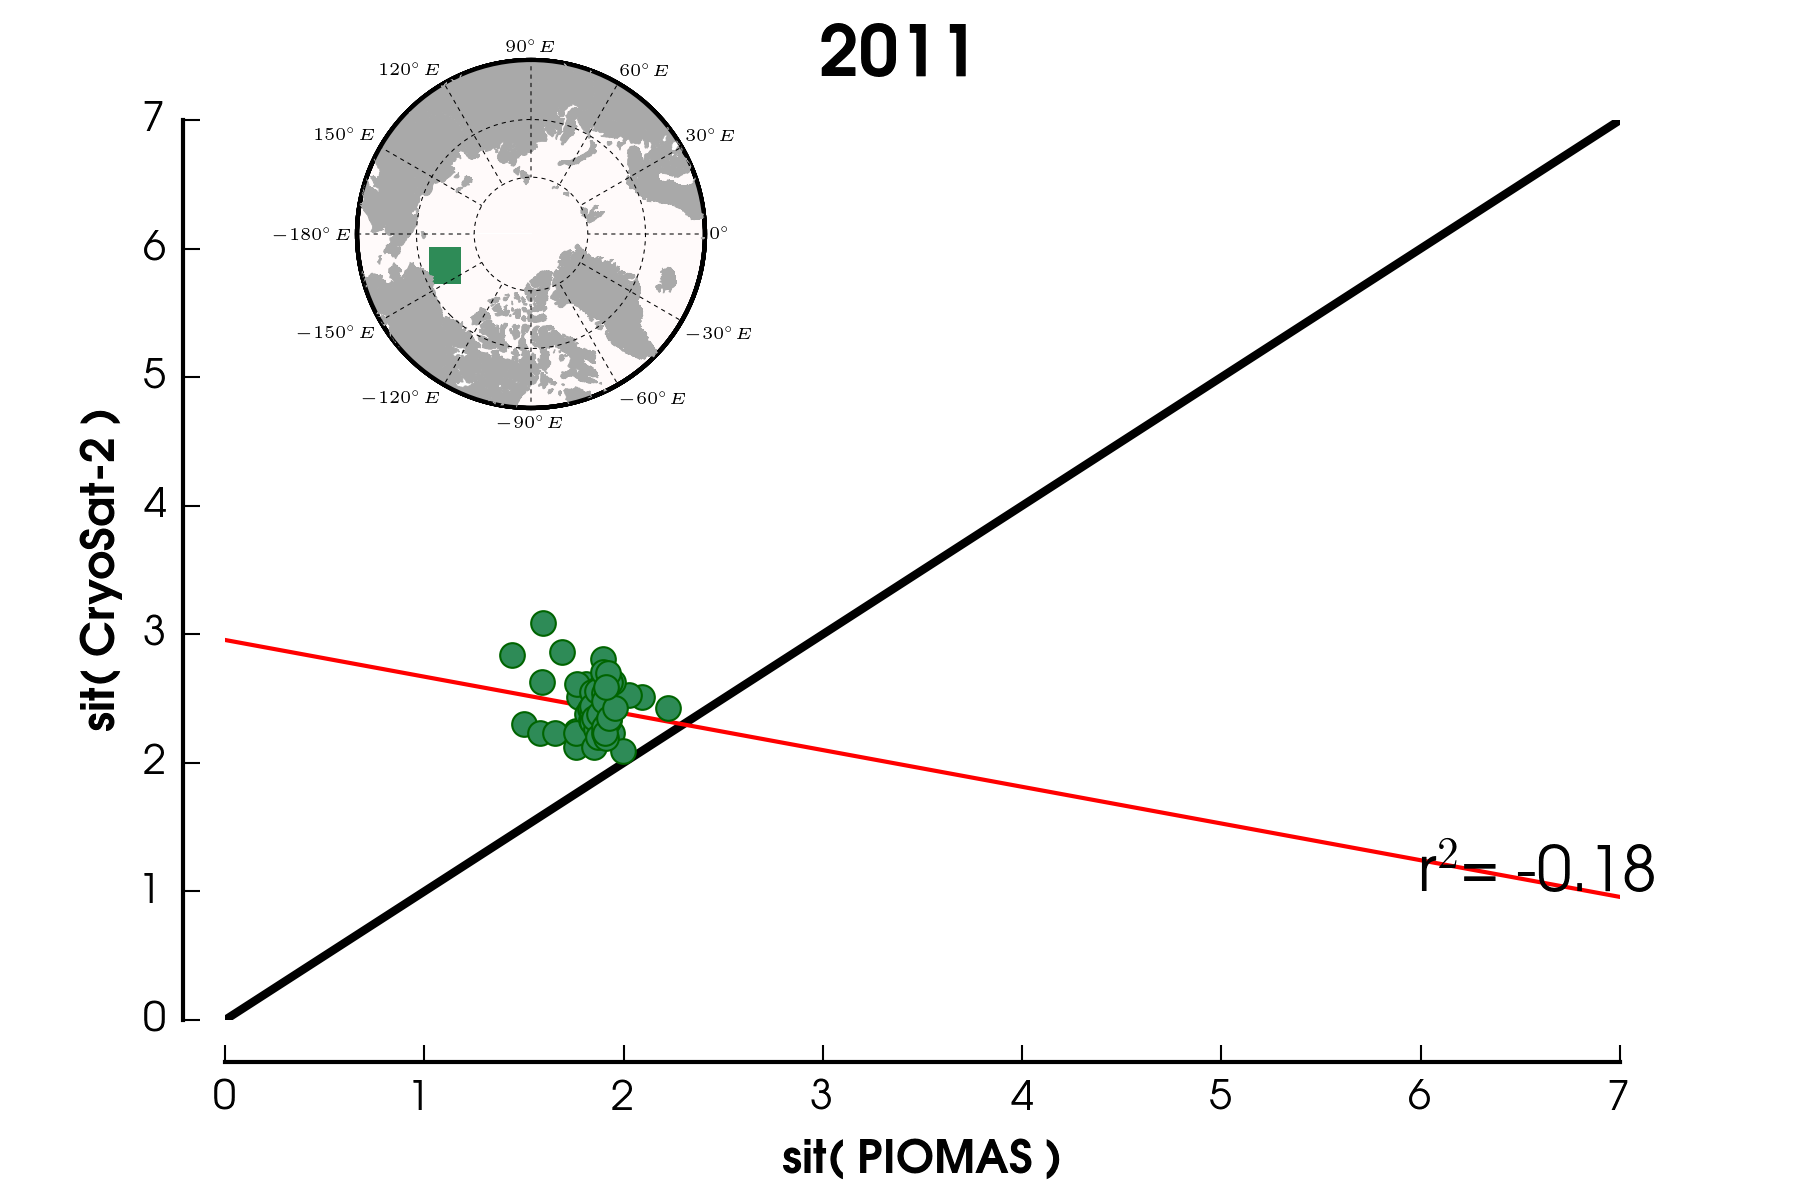 2011
90° E
120° E
60° E
150° E
30° E
−180° E
0°
−150° E
−30° E
−120° E
−60° E
−90° E
7
6
5
4
3
2
1
0
sit( CryoSat-2 )
r²= -0.18
0 1 2 3 4 5 6 7
sit( PIOMAS )